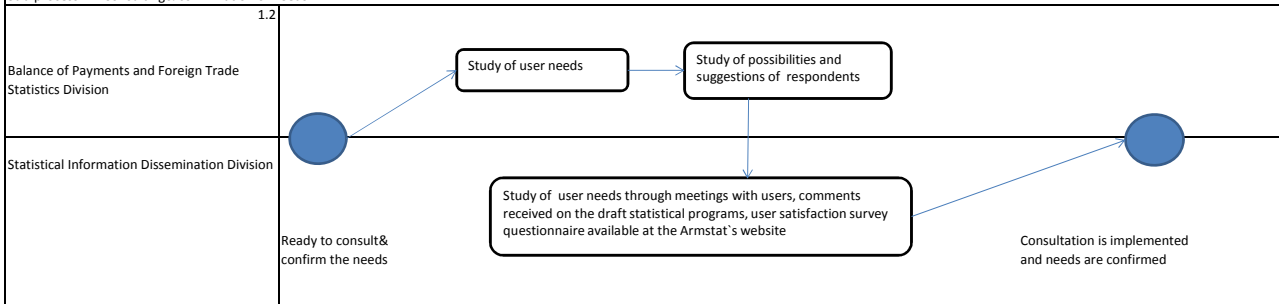 1.2
Balance of Payments and Foreign Trade
Statistics Division
Study of user needs
Study of possibilities and
suggestions of respondents
Statistical Information Dissemination Division
Study of user needs through meetings with users, comments
received on the draft statistical programs, user satisfaction survey
questionnaire available at the Armstat`s website
Ready to consult&
confirm the needs
Consultation is implemented
and needs are confirmed